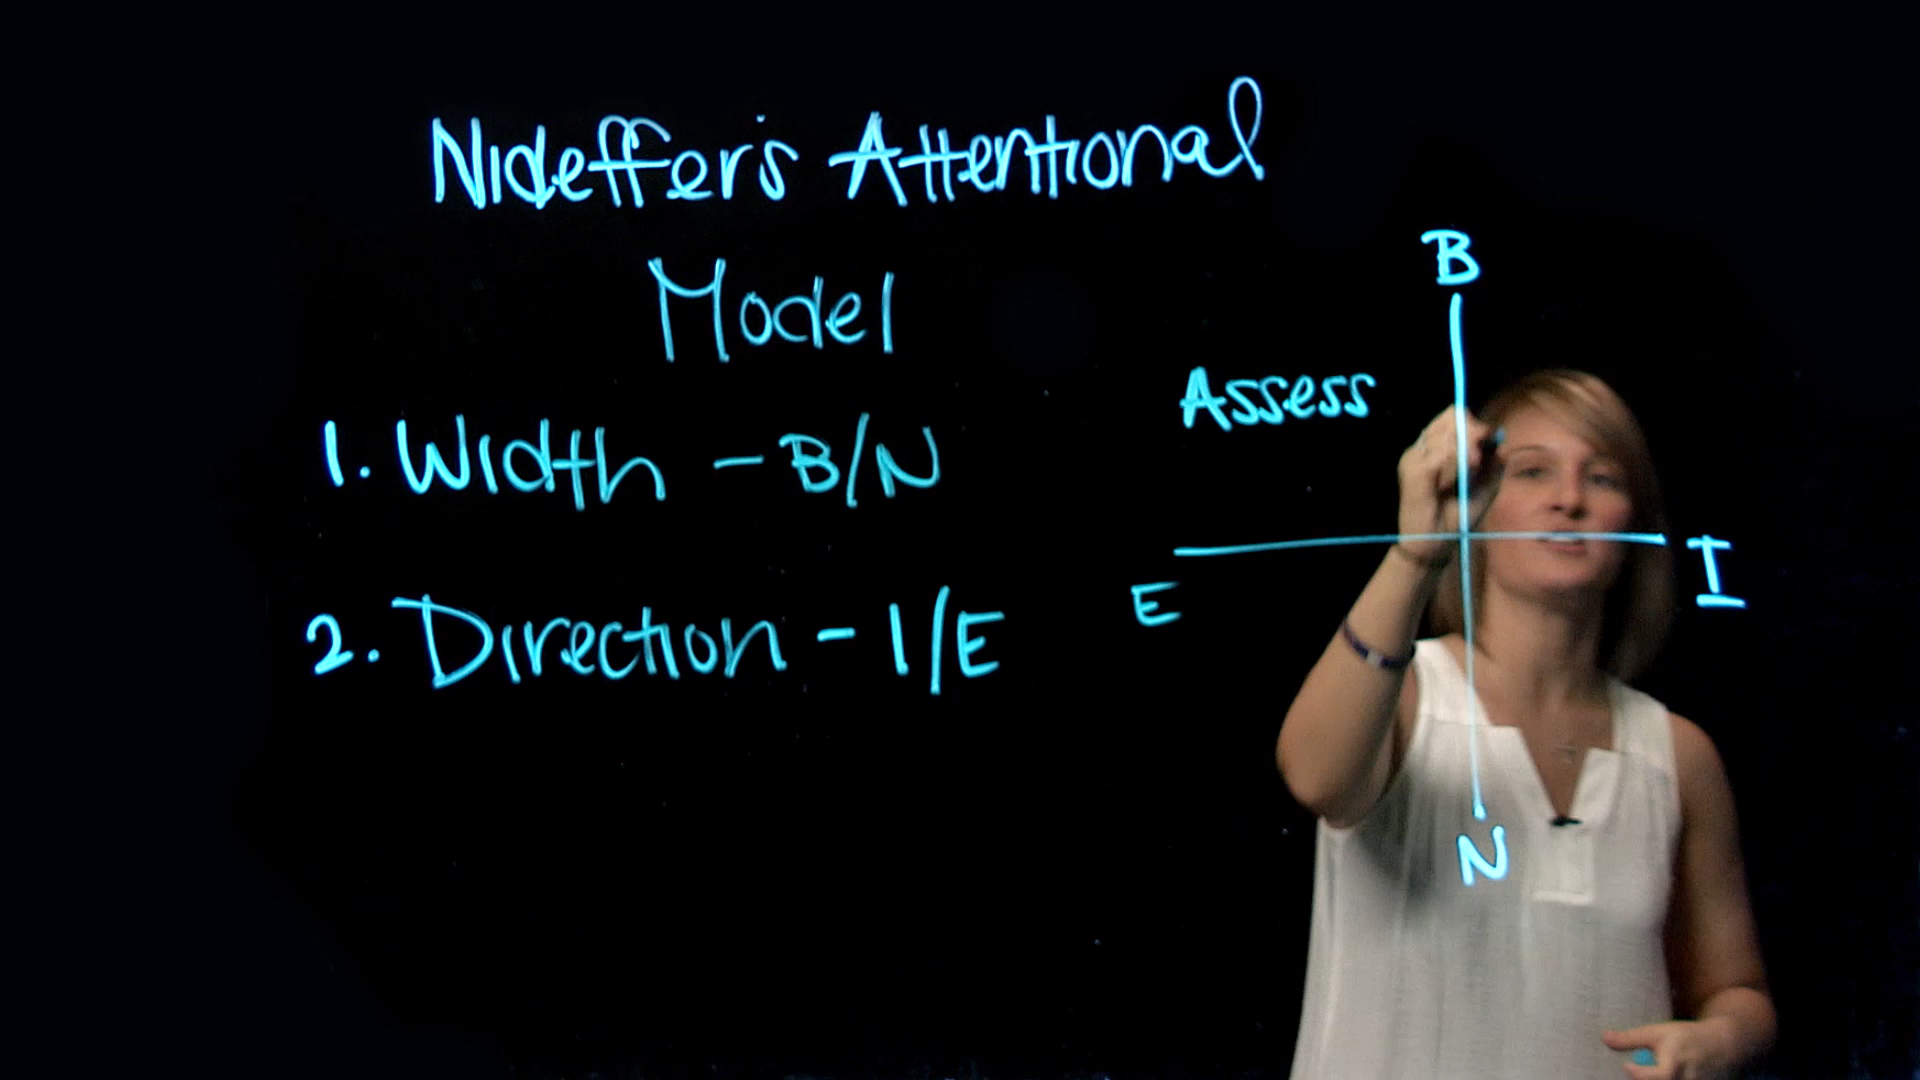 Nideffer's Attentional
Model
1. Width - B/N
2. Direction - I/E
B
Assess
E
I
N